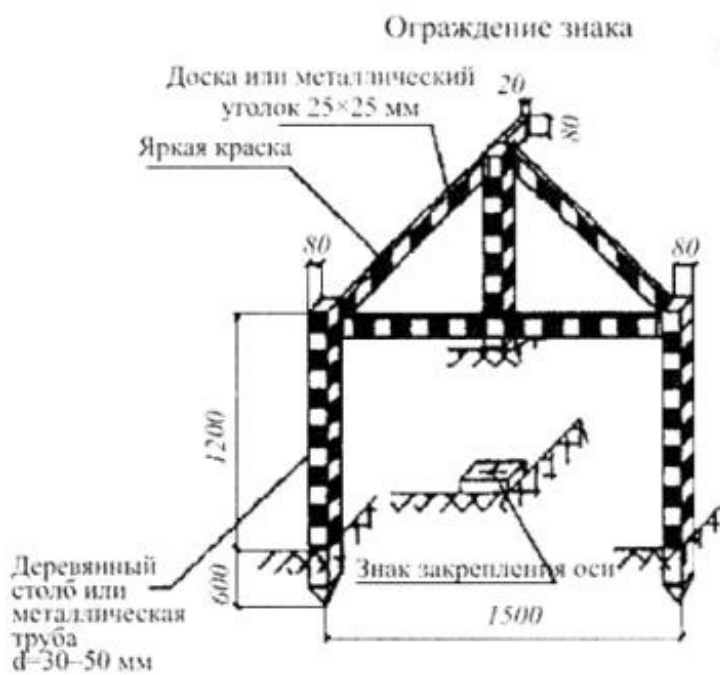 Ограждение знака
Доска или металлический
уголок 25×25 мм
20
80
Яркая краска
80
80
1200
600
Знак закрепления оси
1500
Деревянный
столб или
металлическая
труба
d=30–50 мм